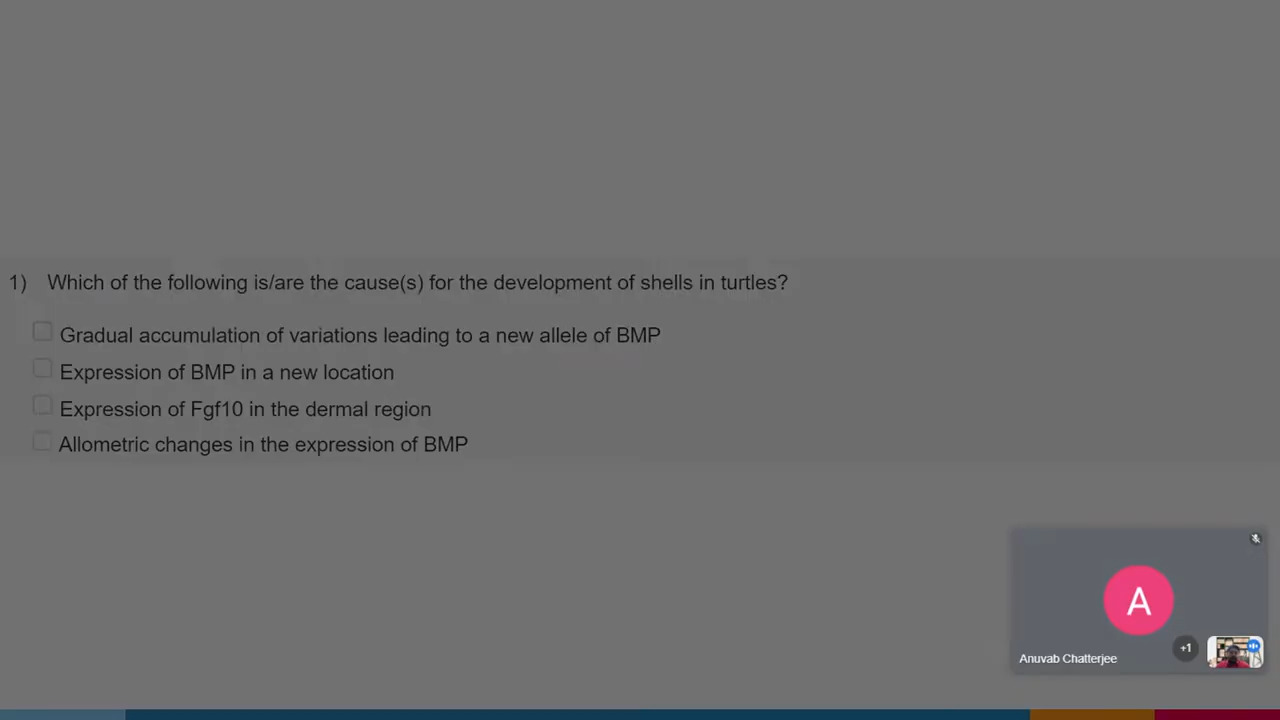 1) Which of the following is/are the cause(s) for the development of shells in turtles?
Gradual accumulation of variations leading to a new allele of BMP
Expression of BMP in a new location
Expression of Fgf10 in the dermal region
Allometric changes in the expression of BMP
A
+1
Anuvab Chatterjee